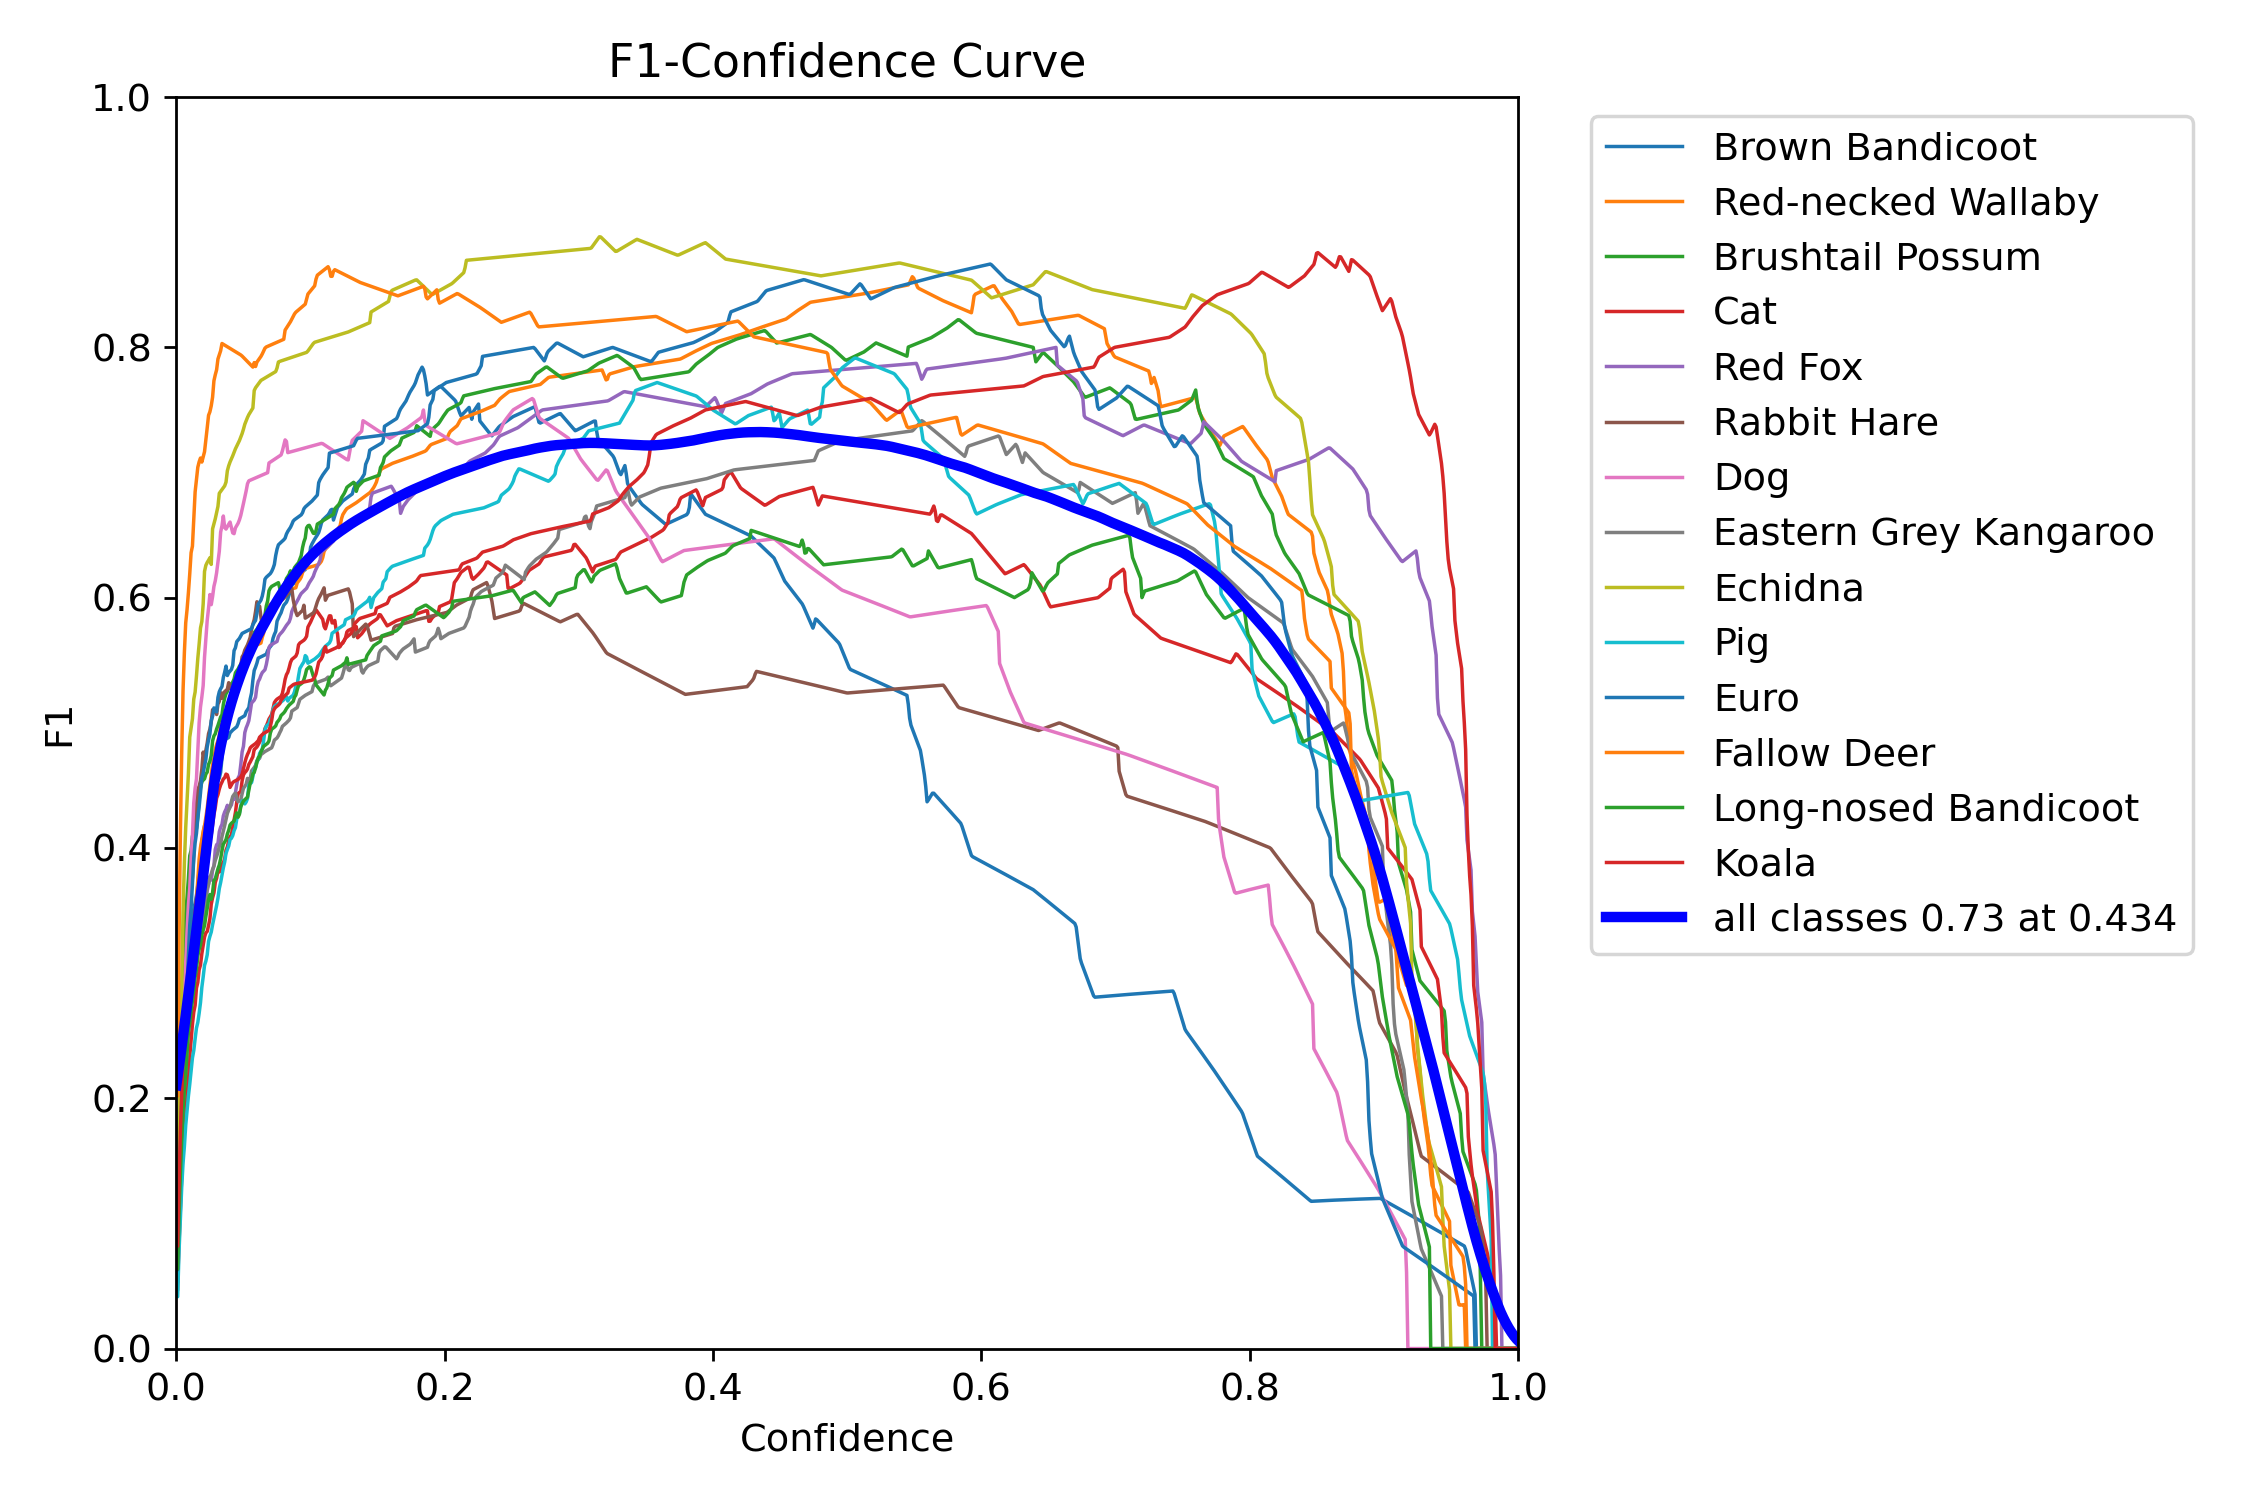 F1-Confidence Curve
1.0
0.8
0.6
0.4
0.2
0.0
F1
0.0 0.2 0.4 0.6 0.8 1.0
Confidence
Brown Bandicoot
Red-necked Wallaby
Brushtail Possum
Cat
Red Fox
Rabbit Hare
Dog
Eastern Grey Kangaroo
Echidna
Pig
Euro
Fallow Deer
Long-nosed Bandicoot
Koala
all classes 0.73 at 0.434